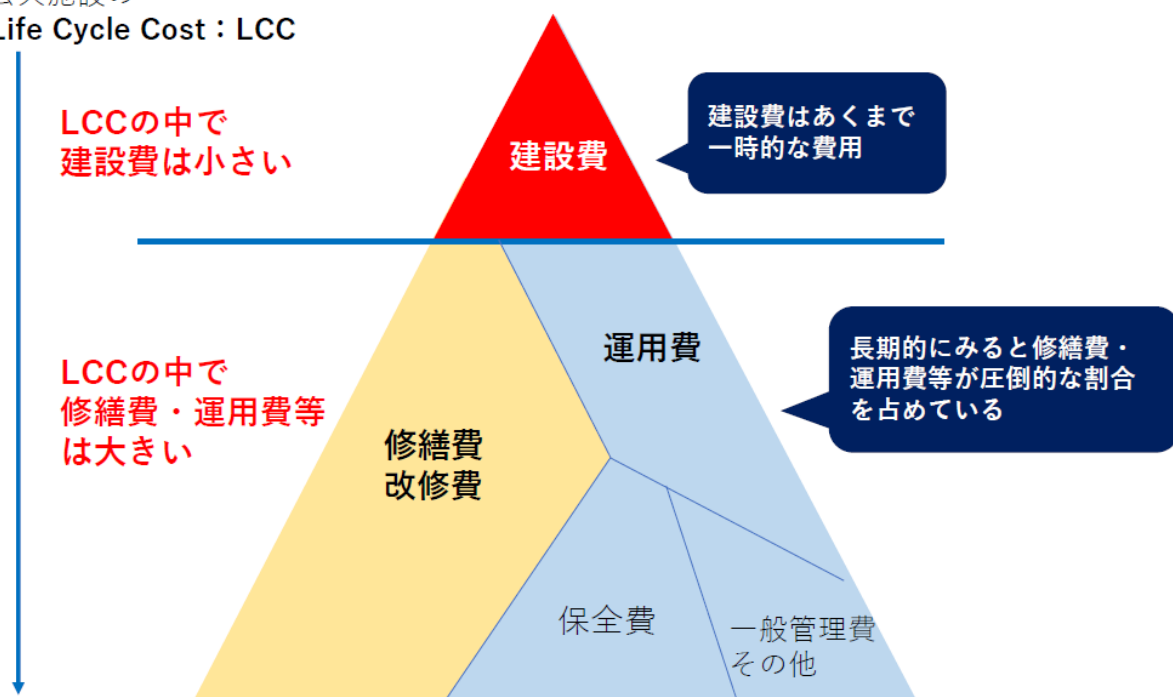 Life Cycle Cost：LCC
LCCの中で
建設費は小さい
建設費
建設費はあくまで
一時的な費用
LCCの中で
修繕費・運用費等
は大きい
運用費
長期的にみると修繕費・
運用費等が圧倒的な割合
を占めている
修繕費
改修費
保全費
一般管理費
その他